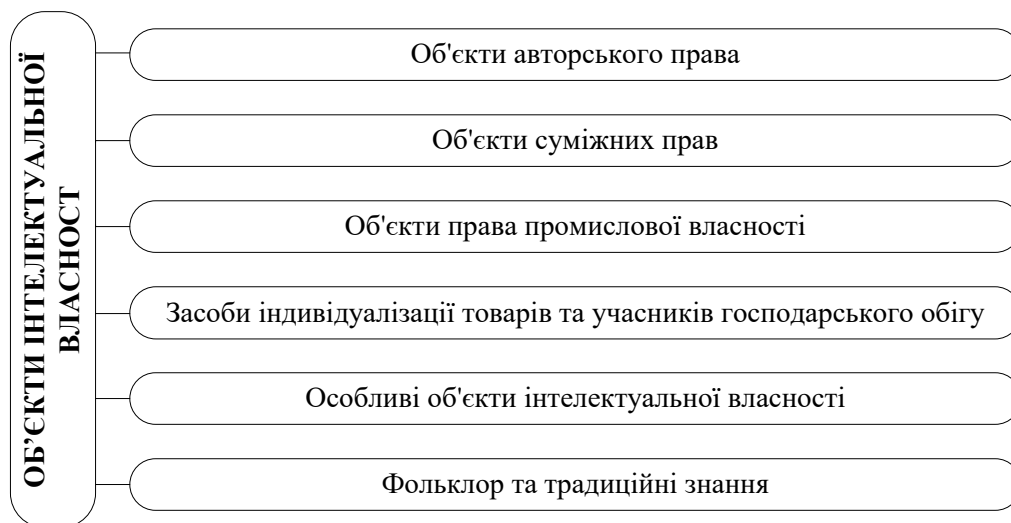 ОБ’ЄКТИ ІНТЕЛЕКТУАЛЬНОЇ
ВЛАСНОСТ
Об'єкти авторського права
Об'єкти суміжних прав
Об'єкти права промислової власності
Засоби індивідуалізації товарів та учасників господарського обігу
Особливі об'єкти інтелектуальної власності
Фольклор та традиційні знання